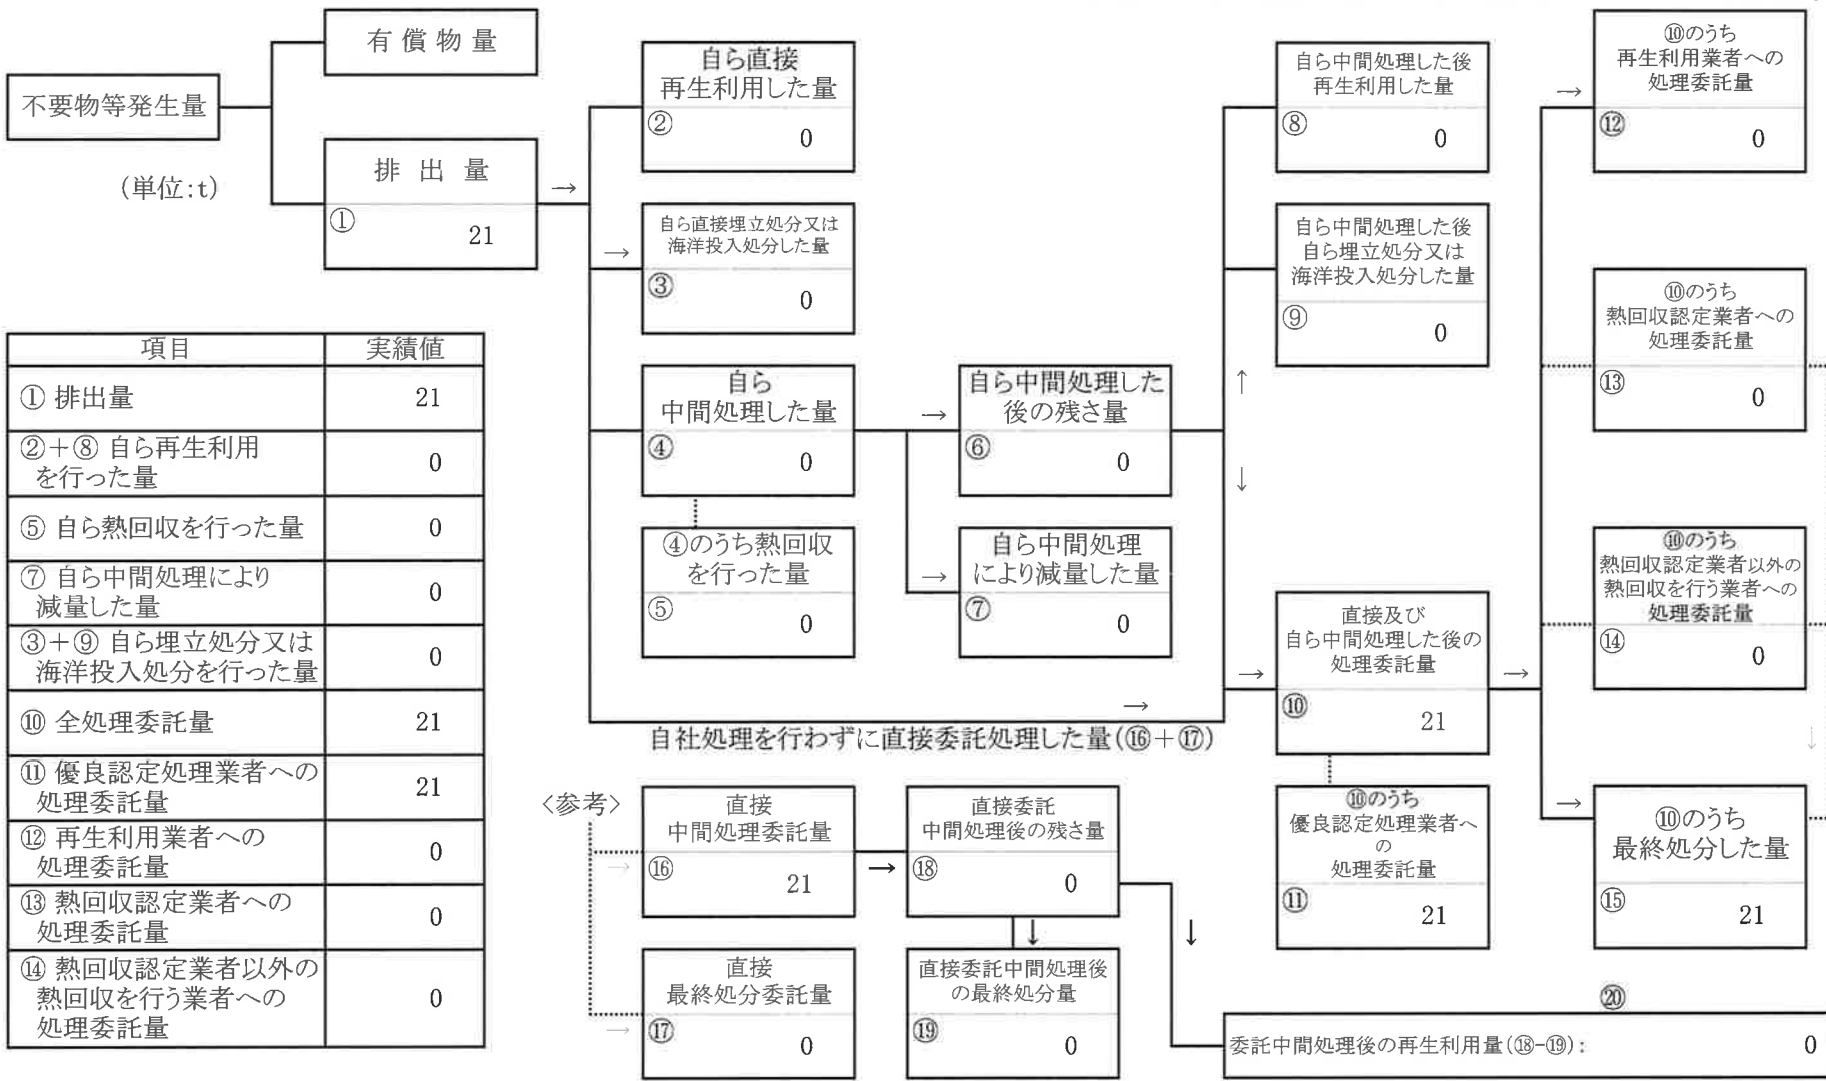 不要物等発生量
(単位:t)
有償物量
排出量
① 21
自ら直接
再生利用した量
② 0
自ら直接埋立処分又は
海洋投入処分した量
③ 0
自ら
中間処理した量
④ 0
④のうち熱回収
を行った量
⑤ 0
自ら中間処理した
後の残さ量
⑥ 0
自ら中間処理
により減量した量
⑦ 0
自ら中間処理した後
再生利用した量
⑧ 0
自ら中間処理した後
自ら埋立処分又は
海洋投入処分した量
⑨ 0
直接及び
自ら中間処理した後の
処理委託量
⑩ 21
⑩のうち
優良認定処理業者へ
の
処理委託量
⑪ 21
⑩のうち
再生利用業者への
処理委託量
⑫ 0
⑩のうち
熱回収認定業者への
処理委託量
⑬ 0
⑩のうち
熱回収認定業者以外の
熱回収を行う業者への
処理委託量
⑭ 0
⑩のうち
最終処分した量
⑮ 21
自社処理を行わずに直接委託処理した量(⑯+⑰)
〈参考〉
直接
中間処理委託量
⑯ 21
直接
最終処分委託量
⑰ 0
直接委託
中間処理後の残さ量
⑱ 0
直接委託中間処理後
の最終処分量
⑲ 0
⑳
委託中間処理後の再生利用量(⑱-⑲): 0
項目 実績値
① 排出量 21
②+⑧ 自ら再生利用
を行った量 0
⑤ 自ら熱回収を行った量 0
⑦ 自ら中間処理により
減量した量 0
③+⑨ 自ら埋立処分又は
海洋投入処分を行った量 0
⑩ 全処理委託量 21
⑪ 優良認定処理業者への
処理委託量 21
⑫ 再生利用業者への
処理委託量 0
⑬ 熱回収認定業者への
処理委託量 0
⑭ 熱回収認定業者以外の
熱回収を行う業者への
処理委託量 0